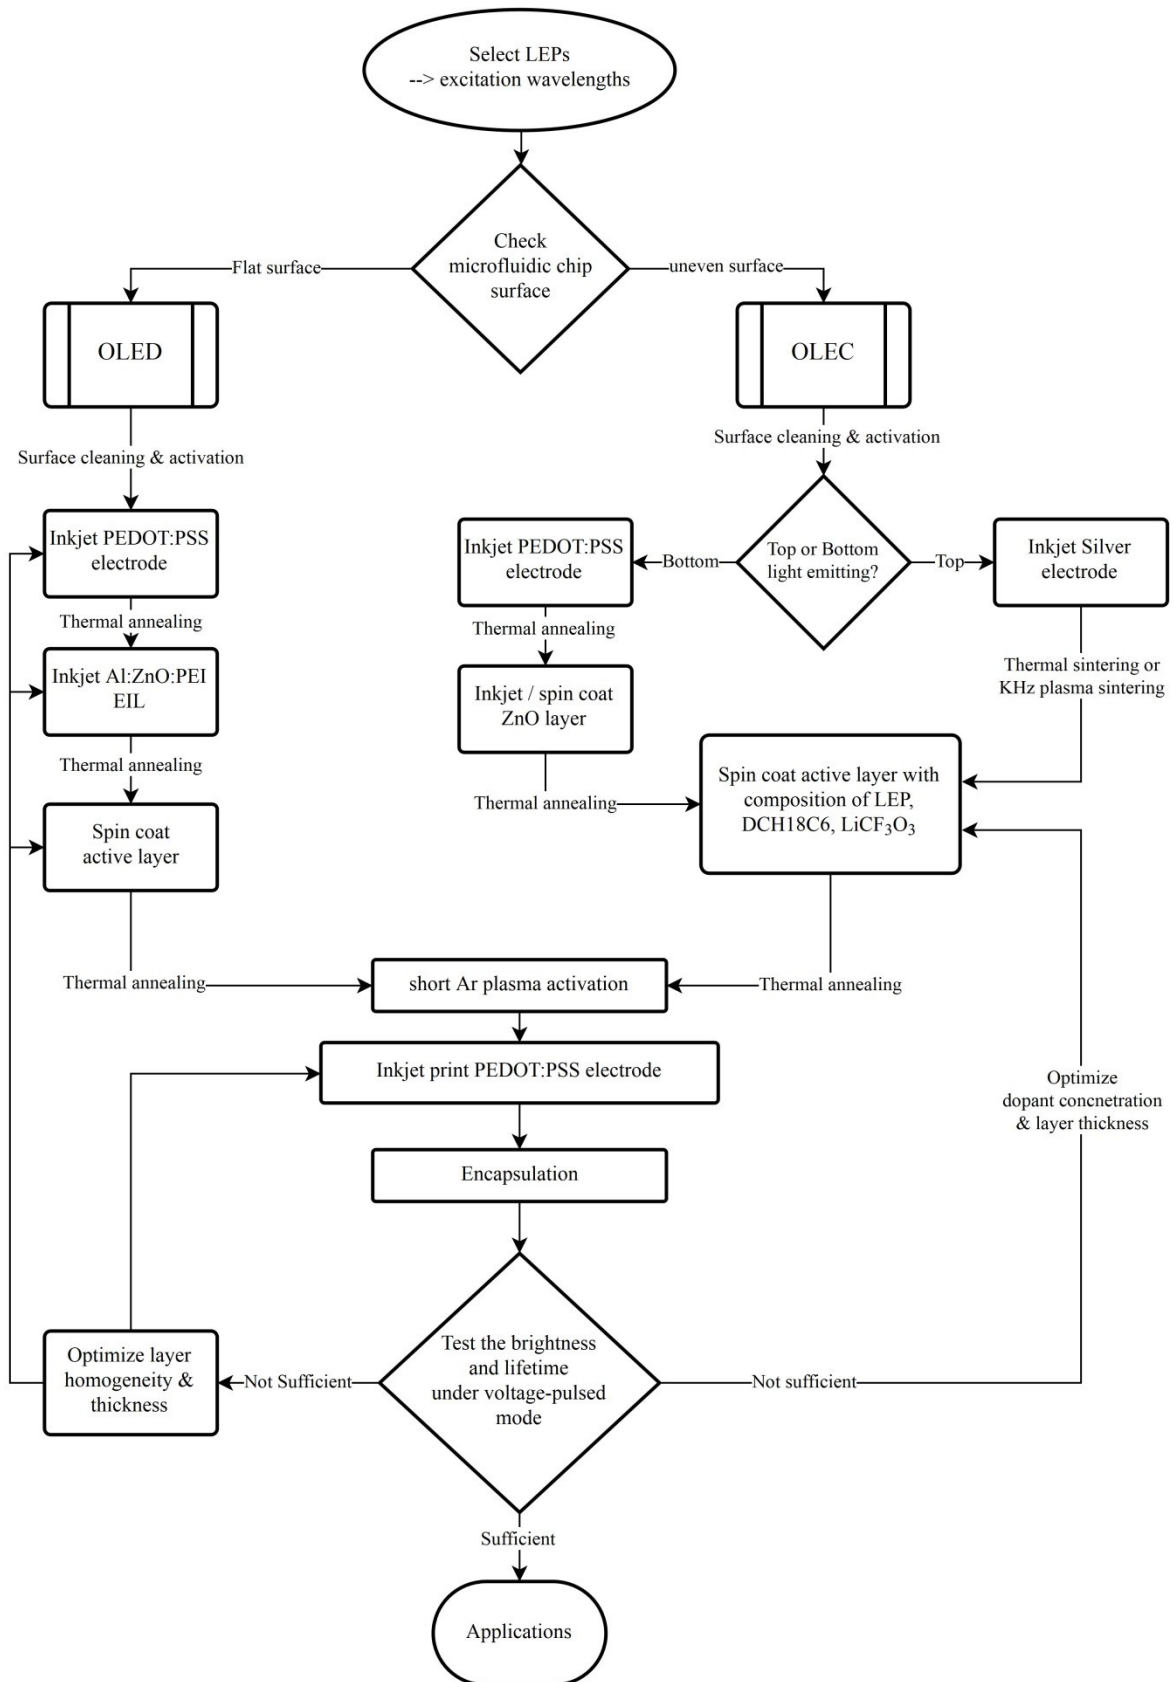 Select LEPs
--> excitation wavelengths
Check
microfluidic chip
surface
Flat surface
uneven surface
OLED
OLEC
Surface cleaning & activation
Surface cleaning & activation
Inkjet PEDOT:PSS
electrode
Inkjet PEDOT:PSS
electrode
Bottom
Top or Bottom
light emitting?
Top
Inkjet Silver
electrode
Thermal annealing
Thermal annealing
Thermal sintering or
KHz plasma sintering
Inkjet Al:ZnO:PEI
EIL
Inkjet / spin coat
ZnO layer
Thermal annealing
Thermal annealing
Spin coat active layer with
composition of LEP,
DCH18C6, LiCF₃O₃
Spin coat
active layer
Thermal annealing
short Ar plasma activation
Thermal annealing
Inkjet print PEDOT:PSS electrode
Optimize
dopant concnetration
& layer thickness
Encapsulation
Test the brightness
and lifetime
under voltage-pulsed
mode
Not Sufficient
Optimize layer
homogeneity &
thickness
Not sufficient
Sufficient
Applications